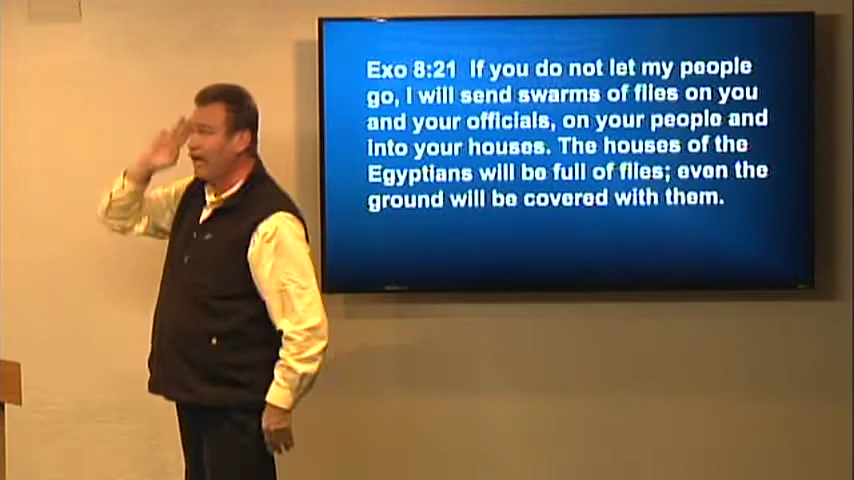 Exo 8:21 If you do not let my people
go, I will send swarms of flies on you
and your officials, on your people and
into your houses. The houses of the
Egyptians will be full of flies; even the
ground will be covered with them.